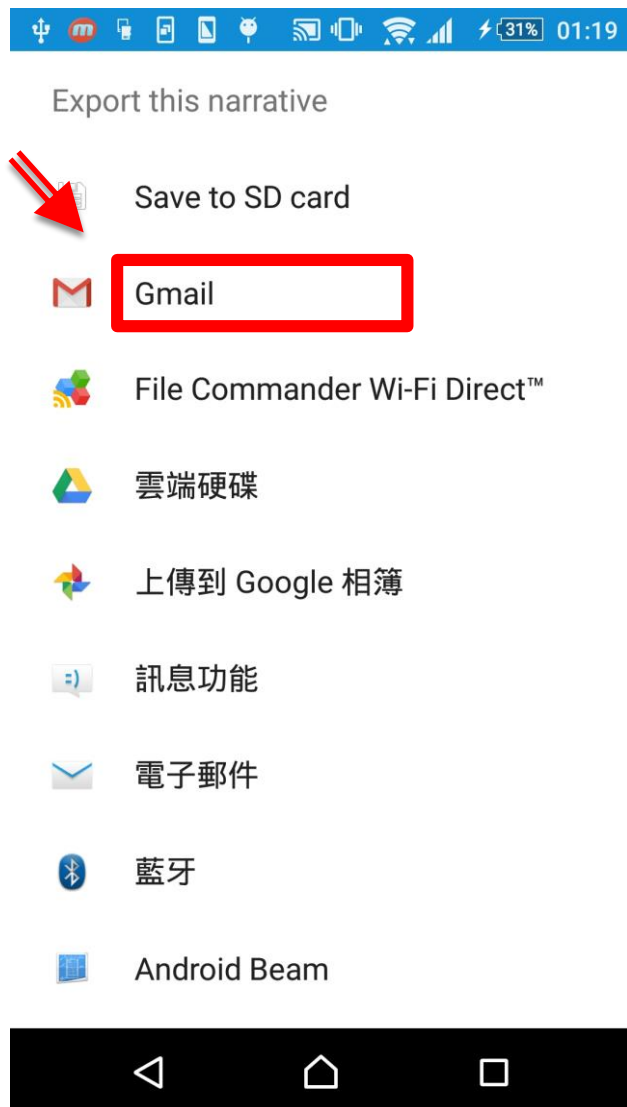 31% 01:19
Export this narrative
Save to SD card
Gmail
File Commander Wi-Fi Direct™
雲端硬碟
上傳到 Google 相簿
訊息功能
電子郵件
藍牙
Android Beam